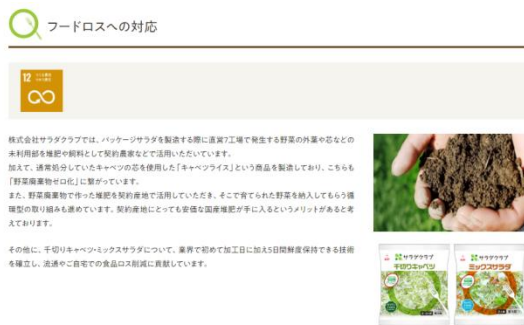 フードロスへの対応
12 つくる責任
つかう責任
株式会社サラダクラブでは、パッケージサラダを製造する際に直営7工場で発生する野菜の外葉や芯などの
未利用部を堆肥や飼料として契約農家などで活用いただいています。
加えて、通常処分していたキャベツの芯を使用した「キャベツライス」という商品を製造しており、こちらも
「野菜廃棄物ゼロ化」に繋がっています。
また、野菜廃棄物で作った堆肥を契約産地で活用していただき、そこで育てられた野菜を納入してもらう循
環型の取り組みも進めています。契約産地にとっても安価な国産堆肥が手に入るというメリットがあると考
えております。
その他に、千切りキャベツ・ミックスサラダについて、業界で初めて加工日に加え5日間鮮度保持できる技術
を確立し、流通やご自宅での食品ロス削減に貢献しています。
サラダクラブ
千切りキャベツ
サラダクラブ
ミックスサラダ